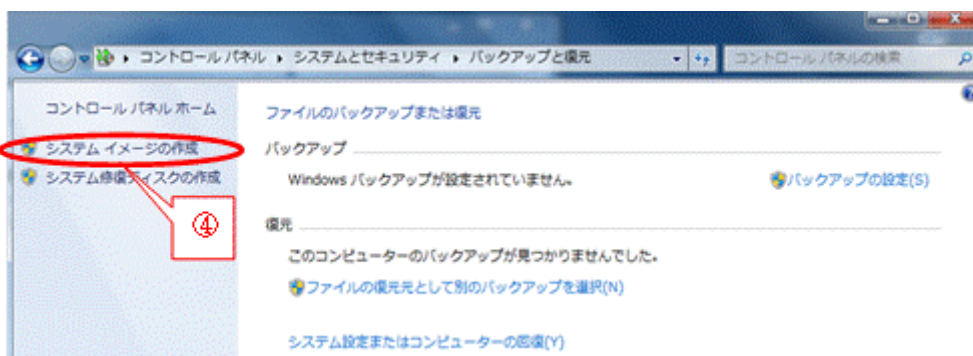 コントロール パネル ▸ システムとセキュリティ ▸ バックアップと復元
コントロール パネルの検索
コントロール パネル ホーム
システム イメージの作成
システム修復ディスクの作成
④
ファイルのバックアップまたは復元
バックアップ
Windows バックアップが設定されていません。
バックアップの設定(S)
復元
このコンピューターのバックアップが見つかりませんでした。
ファイルの復元元として別のバックアップを選択(N)
システム設定またはコンピューターの回復(Y)